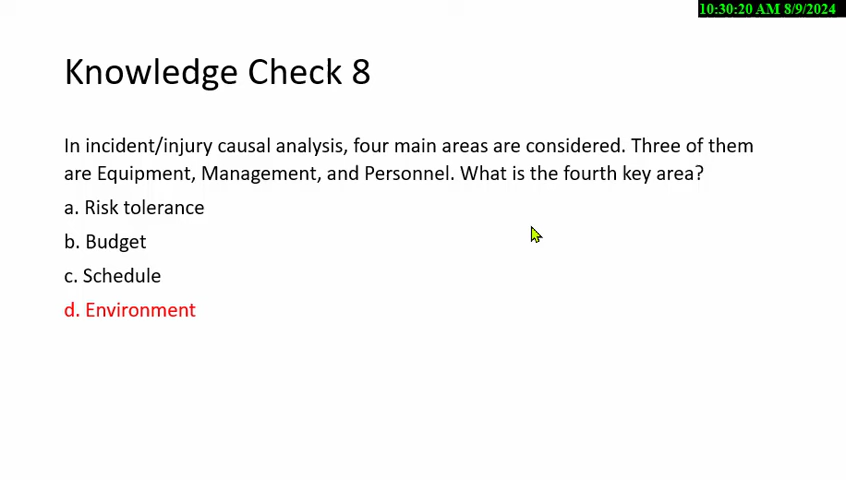 10:30:20 AM 8/9/2024
Knowledge Check 8
In incident/injury causal analysis, four main areas are considered. Three of them
are Equipment, Management, and Personnel. What is the fourth key area?
a. Risk tolerance
b. Budget
c. Schedule
d. Environment